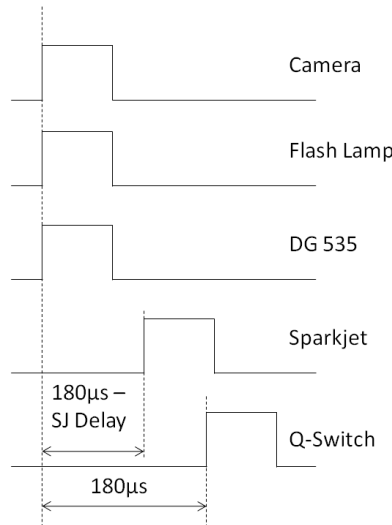 Camera
Flash Lamp
DG 535
Sparkjet
180µs –
SJ Delay
Q-Switch
180µs